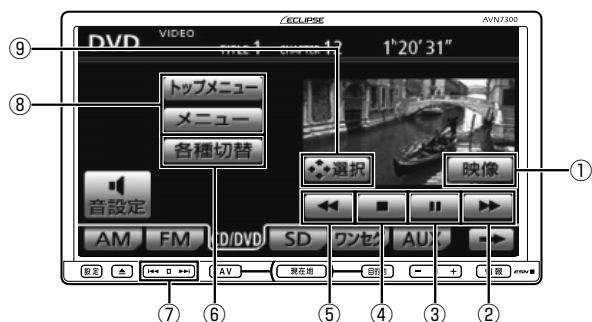 ECLIPSE AVN7300
DVD VIDEO TITLE 1 CHAPTER 12 1h20'31"
⑨
⑧
トップメニュー
メニュー
各種切替
選択
映像
①
音設定
AM FM CD/DVD SD ワンセグ AUX
設定 AV 現在地 目的地 − + 情報 ESN
⑦ ⑥ ⑤ ④ ③ ②